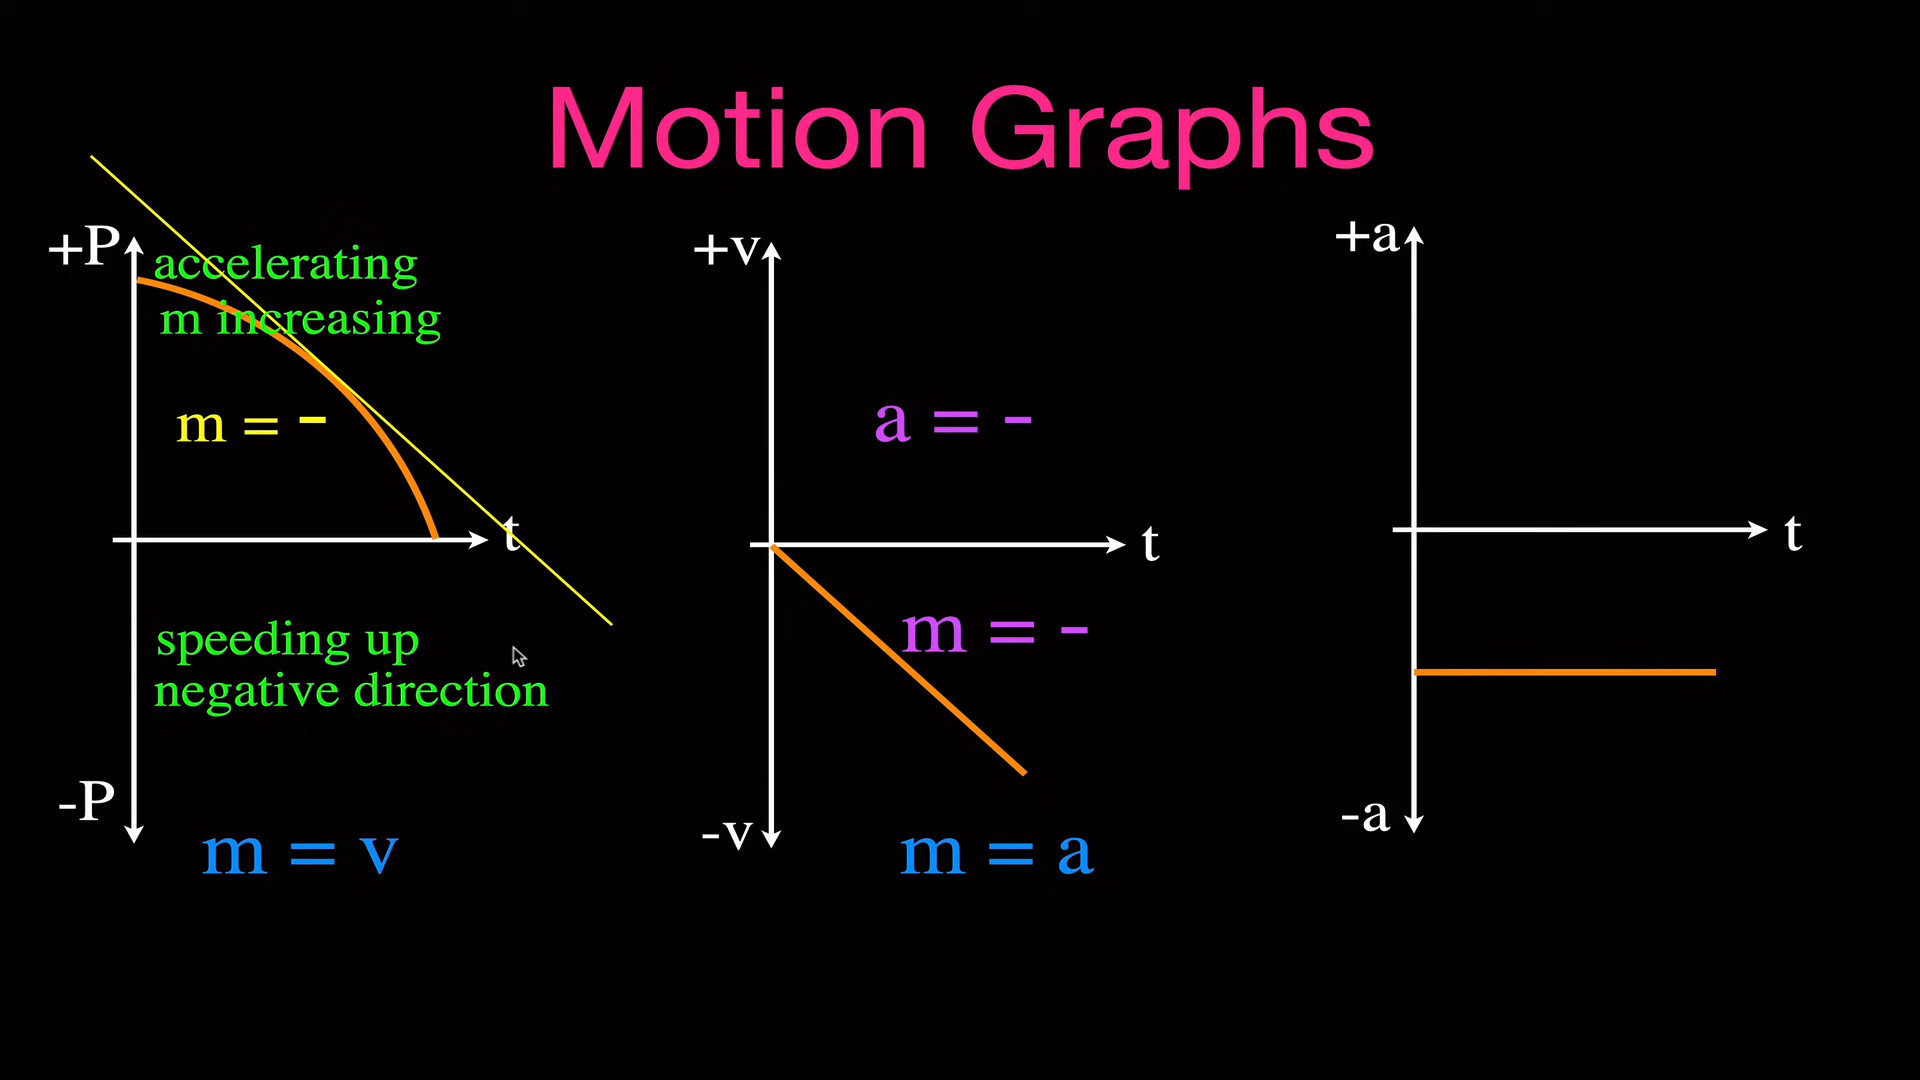 Motion Graphs
+P
accelerating
m increasing
m = -
t
speeding up
negative direction
-P
m = v
+v
a = -
t
m = -
-v
m = a
+a
t
-a